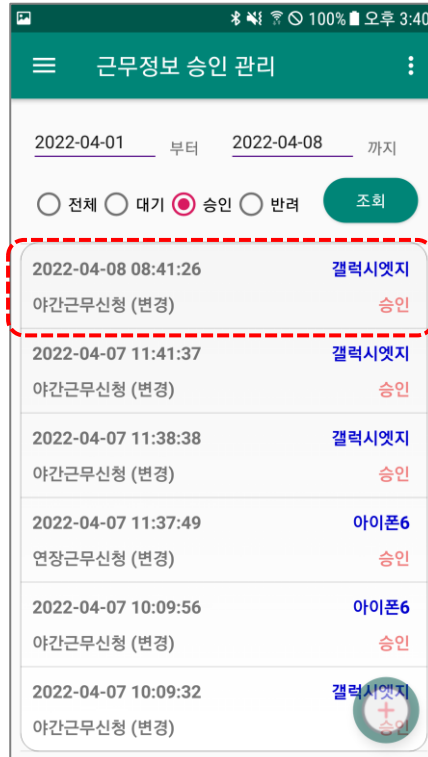 100% 오후 3:40
근무정보 승인 관리
2022-04-01 부터 2022-04-08 까지
전체 대기 승인 반려 조회
2022-04-08 08:41:26 갤럭시엣지
야간근무신청 (변경) 승인
2022-04-07 11:41:37 갤럭시엣지
야간근무신청 (변경) 승인
2022-04-07 11:38:38 갤럭시엣지
야간근무신청 (변경) 승인
2022-04-07 11:37:49 아이폰6
연장근무신청 (변경) 승인
2022-04-07 10:09:56 아이폰6
야간근무신청 (변경) 승인
2022-04-07 10:09:32 갤럭시엣지
야간근무신청 (변경) 승인